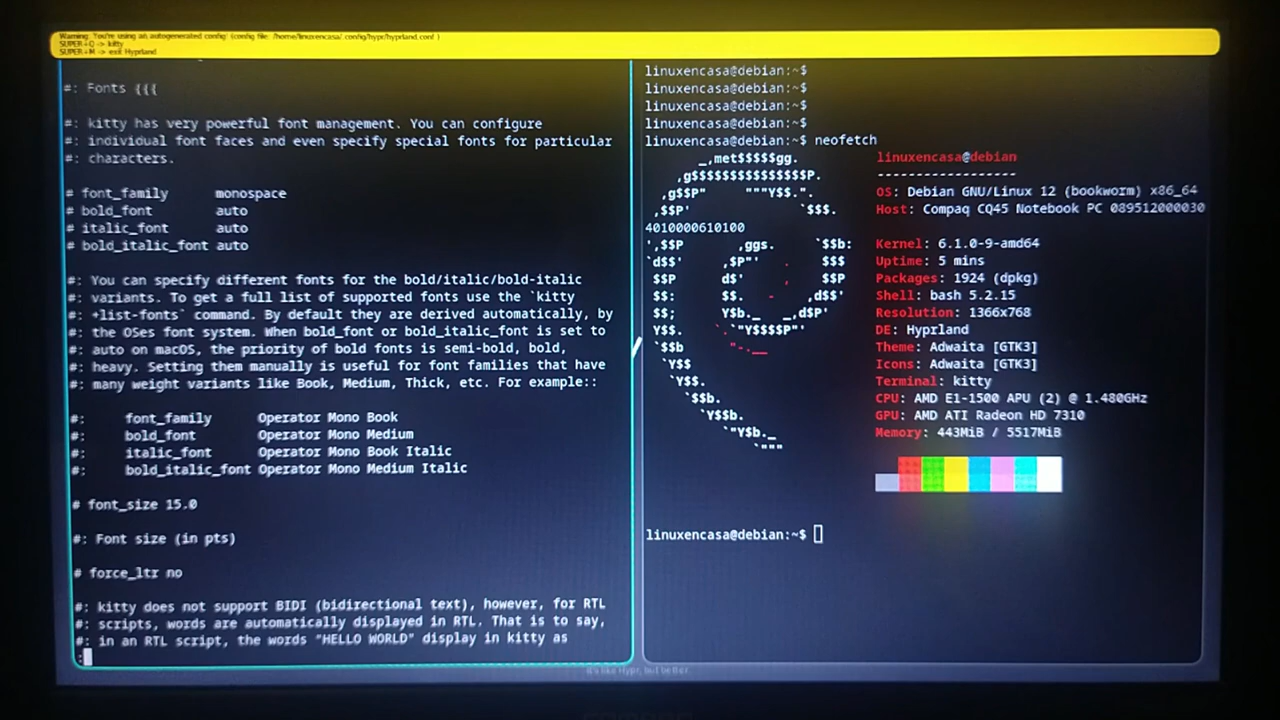 Warning: You're using an autogenerated config! (config file: /home/linuxencasa/.config/hypr/hyprland.conf )
SUPER+Q -> kitty
SUPER+M -> exit Hyprland
#: Fonts {{{
#: kitty has very powerful font management. You can configure
#: individual font faces and even specify special fonts for particular
#: characters.
# font_family      monospace
# bold_font        auto
# italic_font      auto
# bold_italic_font auto
#: You can specify different fonts for the bold/italic/bold-italic
#: variants. To get a full list of supported fonts use the `kitty
#: +list-fonts` command. By default they are derived automatically, by
#: the OSes font system. When bold_font or bold_italic_font is set to
#: auto on macOS, the priority of bold fonts is semi-bold, bold,
#: heavy. Setting them manually is useful for font families that have
#: many weight variants like Book, Medium, Thick, etc. For example::
#:     font_family      Operator Mono Book
#:     bold_font        Operator Mono Medium
#:     italic_font      Operator Mono Book Italic
#:     bold_italic_font Operator Mono Medium Italic
# font_size 15.0
#: Font size (in pts)
# force_ltr no
#: kitty does not support BIDI (bidirectional text), however, for RTL
#: scripts, words are automatically displayed in RTL. That is to say,
#: in an RTL script, the words "HELLO WORLD" display in kitty as
:
linuxencasa@debian:~$
linuxencasa@debian:~$
linuxencasa@debian:~$
linuxencasa@debian:~$
linuxencasa@debian:~$ neofetch
linuxencasa@debian
------------------
OS: Debian GNU/Linux 12 (bookworm) x86_64
Host: Compaq CQ45 Notebook PC 089512000030
4010000610100
Kernel: 6.1.0-9-amd64
Uptime: 5 mins
Packages: 1924 (dpkg)
Shell: bash 5.2.15
Resolution: 1366x768
DE: Hyprland
Theme: Adwaita [GTK3]
Icons: Adwaita [GTK3]
Terminal: kitty
CPU: AMD E1-1500 APU (2) @ 1.480GHz
GPU: AMD ATI Radeon HD 7310
Memory: 443MiB / 5517MiB
linuxencasa@debian:~$
It's like Hypr, but better.